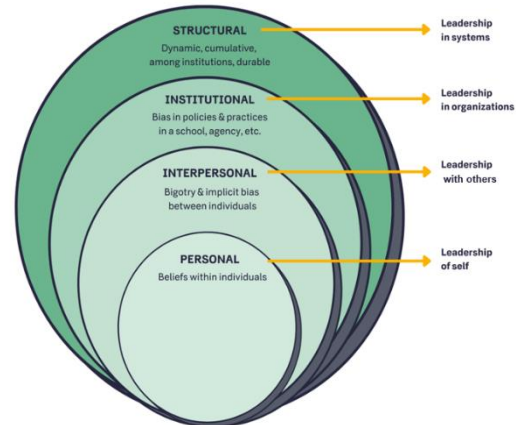 STRUCTURAL
Dynamic, cumulative,
among institutions, durable
Leadership
in systems
INSTITUTIONAL
Bias in policies & practices
in a school, agency, etc.
Leadership
in organizations
INTERPERSONAL
Bigotry & implicit bias
between individuals
Leadership
with others
PERSONAL
Beliefs within individuals
Leadership
of self